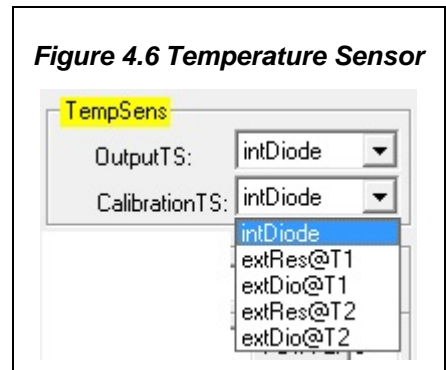 Figure 4.6 Temperature Sensor
TempSens
OutputTS: intDiode
CalibrationTS: intDiode
intDiode
extRes@T1
extDio@T1
extRes@T2
extDio@T2